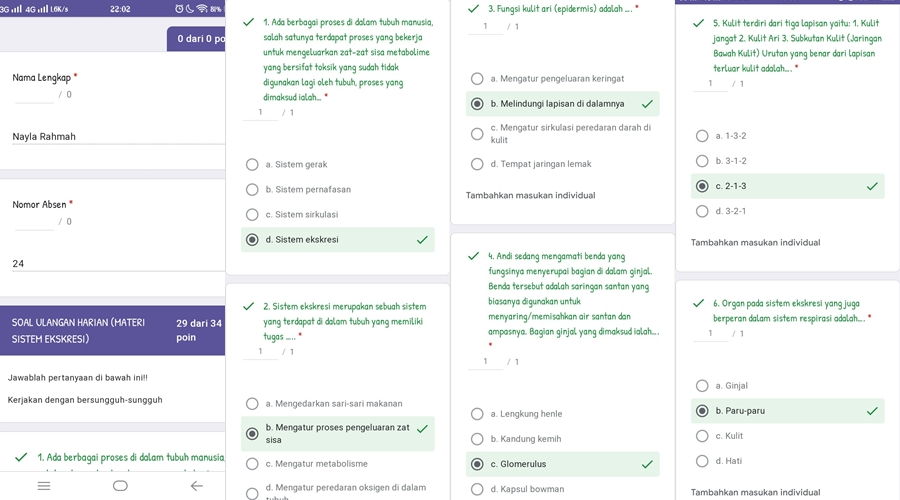 3G 4G 1.6K/s 22:02 81%
0 dari 0 po
Nama Lengkap *
/ 0
Nayla Rahmah
Nomor Absen *
/ 0
24
SOAL ULANGAN HARIAN (MATERI
SISTEM EKSKRESI)
29 dari 34
poin
Jawablah pertanyaan di bawah ini!!
Kerjakan dengan bersungguh-sungguh
1. Ada berbagai proses di dalam tubuh manusia,
1. Ada berbagai proses di dalam tubuh manusia,
salah satunya terdapat proses yang bekerja
untuk mengeluarkan zat-zat sisa metabolime
yang bersifat toksik yang sudah tidak
digunakan lagi oleh tubuh, proses yang
dimaksud ialah... *
1 / 1
a. Sistem gerak
b. Sistem pernafasan
c. Sistem sirkulasi
d. Sistem ekskresi
2. Sistem ekskresi merupakan sebuah sistem
yang terdapat di dalam tubuh yang memiliki
tugas ..... *
1 / 1
a. Mengedarkan sari-sari makanan
b. Mengatur proses pengeluaran zat
sisa
c. Mengatur metabolisme
d. Mengatur peredaran oksigen di dalam
tubuh
3. Fungsi kulit ari (epidermis) adalah .... *
1 / 1
a. Mengatur pengeluaran keringat
b. Melindungi lapisan di dalamnya
c. Mengatur sirkulasi peredaran darah di
kulit
d. Tempat jaringan lemak
Tambahkan masukan individual
4. Andi sedang mengamati benda yang
fungsinya menyerupai bagian di dalam ginjal.
Benda tersebut adalah saringan santan yang
biasanya digunakan untuk
menyaring/memisahkan air santan dan
ampasnya. Bagian ginjal yang dimaksud ialah....
*
1 / 1
a. Lengkung henle
b. Kandung kemih
c. Glomerulus
d. Kapsul bowman
5. Kulit terdiri dari tiga lapisan yaitu: 1. Kulit
jangat 2. Kulit Ari 3. Subkutan Kulit (Jaringan
Bawah Kulit) Urutan yang benar dari lapisan
terluar kulit adalah.... *
1 / 1
a. 1-3-2
b. 3-1-2
c. 2-1-3
d. 3-2-1
Tambahkan masukan individual
6. Organ pada sistem ekskresi yang juga
berperan dalam sistem respirasi adalah.... *
1 / 1
a. Ginjal
b. Paru-paru
c. Kulit
d. Hati
Tambahkan masukan individual